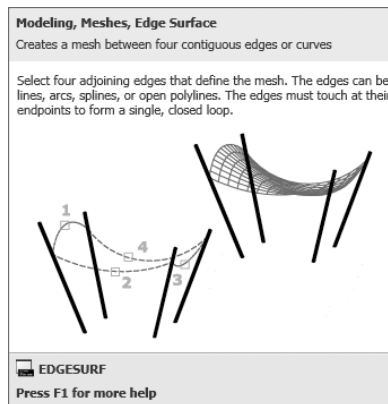 Modeling, Meshes, Edge Surface
Creates a mesh between four contiguous edges or curves
Select four adjoining edges that define the mesh. The edges can be
lines, arcs, splines, or open polylines. The edges must touch at their
endpoints to form a single, closed loop.
1
4
2
3
EDGESURF
Press F1 for more help